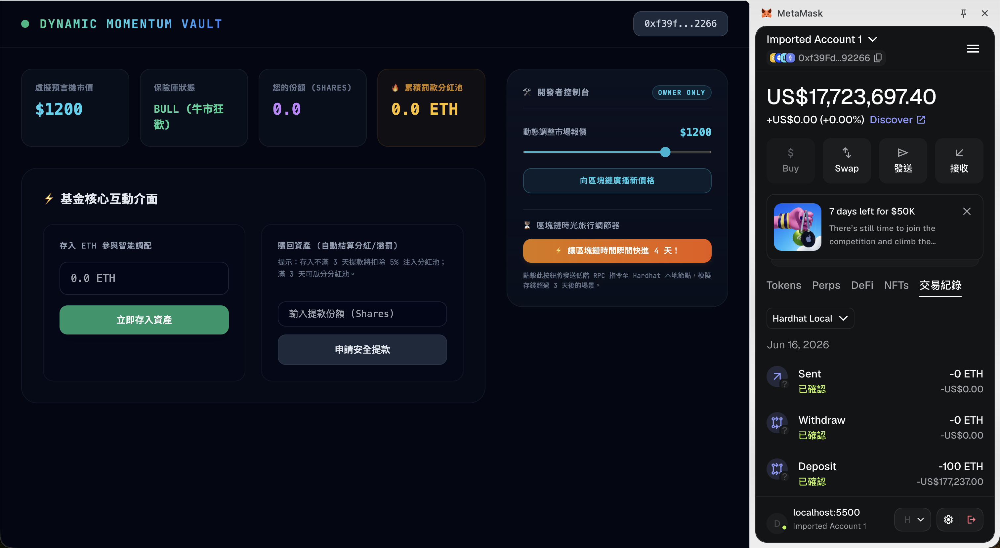 DYNAMIC MOMENTUM VAULT
0xf39f...2266
虛擬預言機市價
$1200
保險庫狀態
BULL (牛市狂
歡)
您的份額 (SHARES)
0.0
🔥 累積罰款分紅池
0.0 ETH
⚡ 基金核心互動介面
存入 ETH 參與智能調配
0.0 ETH
立即存入資產
贖回資產 (自動結算分紅/懲罰)
提示：存入不滿 3 天提款將扣除 5% 注入分紅池；
滿 3 天可瓜分分紅池。
輸入提款份額 (Shares)
申請安全提款
🛠 開發者控制台
OWNER ONLY
動態調整市場報價
$1200
向區塊鏈廣播新價格
⏳ 區塊鏈時光旅行調節器
⚡ 讓區塊鏈時間瞬間快進 4 天！
點擊此按鈕將發送低階 RPC 指令至 Hardhat 本地節點，模擬
存錢超過 3 天後的場景。
MetaMask
Imported Account 1
0xf39Fd...92266
US$17,723,697.40
+US$0.00 (+0.00%) Discover
Buy
Swap
發送
接收
7 days left for $50K
There's still time to join the
competition and climb the...
Tokens
Perps
DeFi
NFTs
交易紀錄
Hardhat Local
Jun 16, 2026
Sent
-0 ETH
已確認
-US$0.00
Withdraw
-0 ETH
已確認
-US$0.00
Deposit
-100 ETH
已確認
-US$177,237.00
D
localhost:5500
Imported Account 1
H